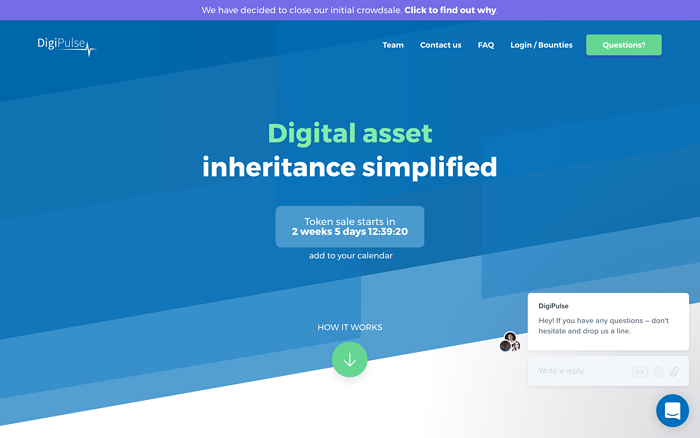 We have decided to close our initial crowdsale. Click to find out why.
DigiPulse
Team Contact us FAQ Login / Bounties Questions?
Digital asset
inheritance simplified
Token sale starts in
2 weeks 5 days 12:39:20
add to your calendar
HOW IT WORKS
DigiPulse
Hey! If you have any questions – don't
hesitate and drop us a line.
Write a reply...
GIF